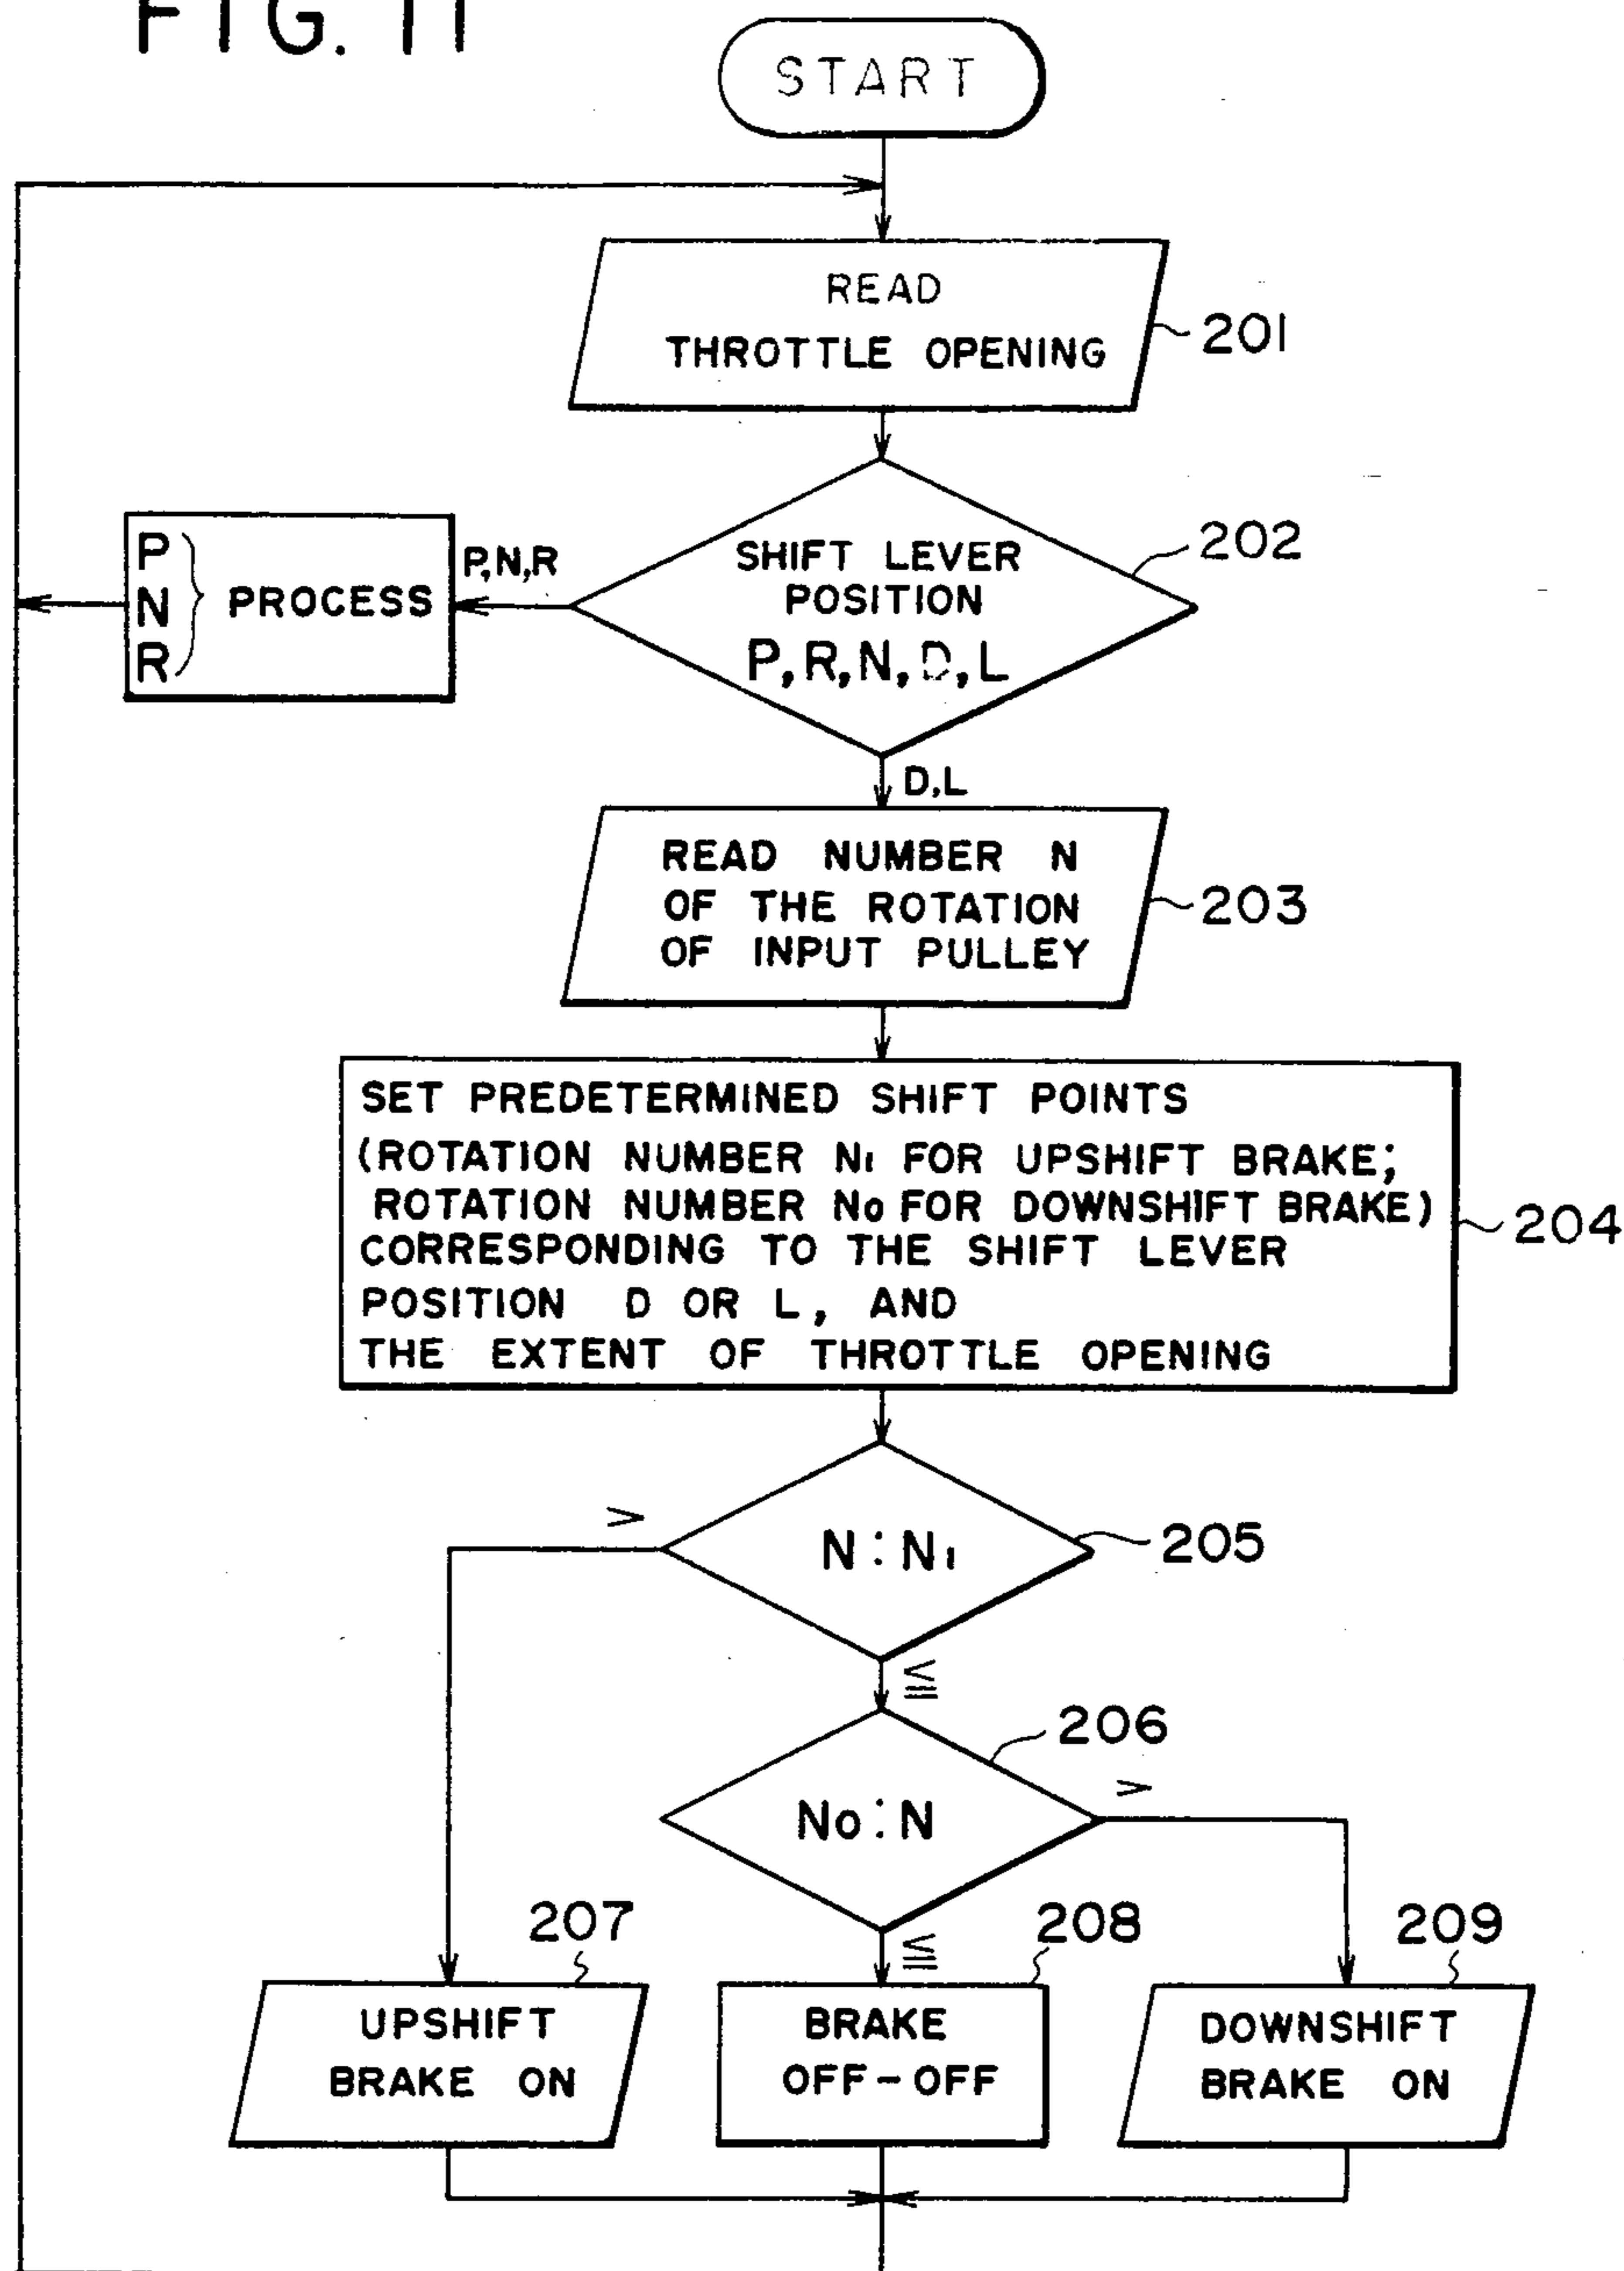 FIG. 11
START
READ
THROTTLE OPENING
201
202
SHIFT LEVER
POSITION
P, R, N, D, L
P,N,R
P
N
R
PROCESS
D,L
READ NUMBER N
OF THE ROTATION
OF INPUT PULLEY
203
SET PREDETERMINED SHIFT POINTS
(ROTATION NUMBER N1 FOR UPSHIFT BRAKE;
ROTATION NUMBER No FOR DOWNSHIFT BRAKE)
CORRESPONDING TO THE SHIFT LEVER
POSITION D OR L, AND
THE EXTENT OF THROTTLE OPENING
204
>
N : N1
205
≦
206
No : N
>
≦
207
208
209
UPSHIFT
BRAKE ON
BRAKE
OFF-OFF
DOWNSHIFT
BRAKE ON